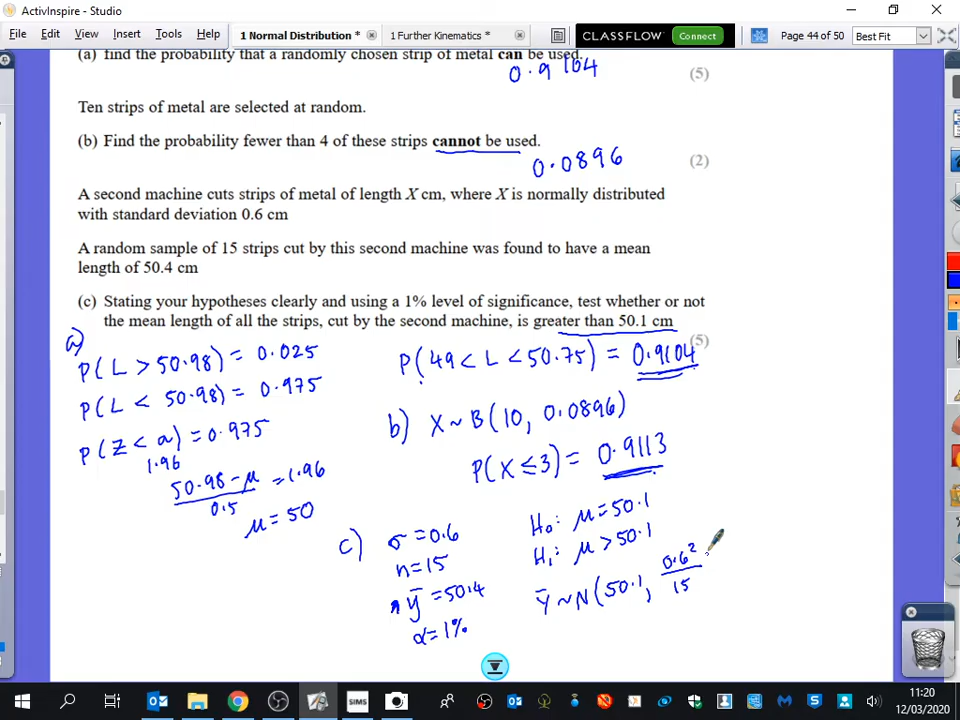 ActivInspire - Studio
File Edit View Insert Tools Help
1 Normal Distribution *
1 Further Kinematics *
CLASSFLOW Connect
Page 44 of 50
Best Fit
(a) find the probability that a randomly chosen strip of metal can be used.
0.9104
(5)
Ten strips of metal are selected at random.
(b) Find the probability fewer than 4 of these strips cannot be used.
0.0896
(2)
A second machine cuts strips of metal of length X cm, where X is normally distributed
with standard deviation 0.6 cm
A random sample of 15 strips cut by this second machine was found to have a mean
length of 50.4 cm
(c) Stating your hypotheses clearly and using a 1% level of significance, test whether or not
the mean length of all the strips, cut by the second machine, is greater than 50.1 cm
(5)
a)
P(L > 50.98) = 0.025
P(L < 50.98) = 0.975
P(Z < a) = 0.975
1.96
50.98 - μ = 1.96
0.5
μ = 50
P(49 < L < 50.75) = 0.9104
b) X ~ B(10, 0.0896)
P(X ≤ 3) = 0.9113
c) σ = 0.6
n = 15
ȳ = 50.4
α = 1%
H₀: μ = 50.1
H₁: μ > 50.1
Ȳ ~ N(50.1, 0.6²
15
SIMS
11:20
12/03/2020